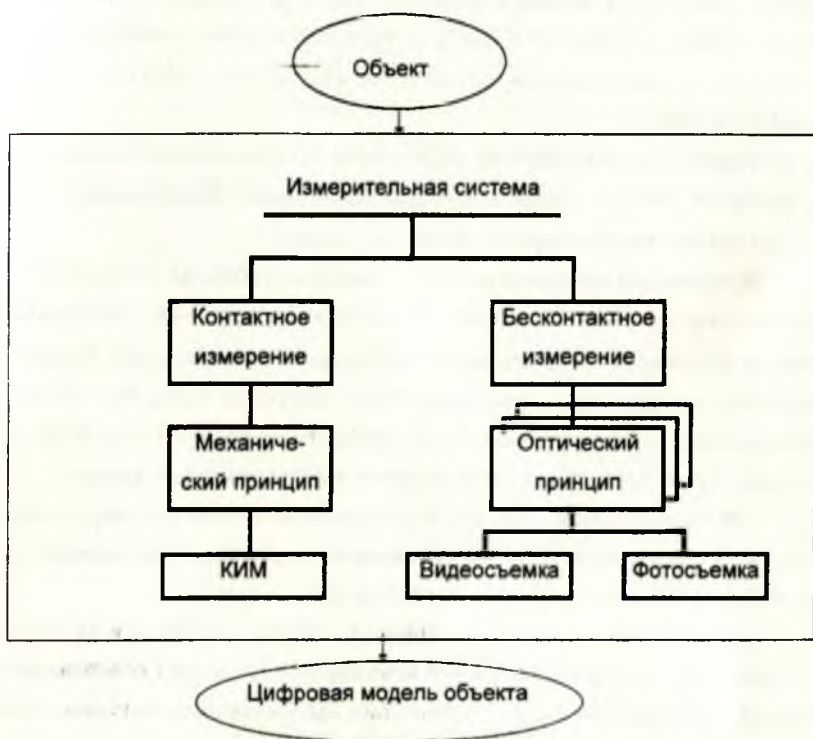 Объект
Измерительная система
Контактное
измерение
Бесконтактное
измерение
Механиче-
ский принцип
Оптический
принцип
КИМ
Видеосъемка
Фотосъемка
Цифровая модель объекта